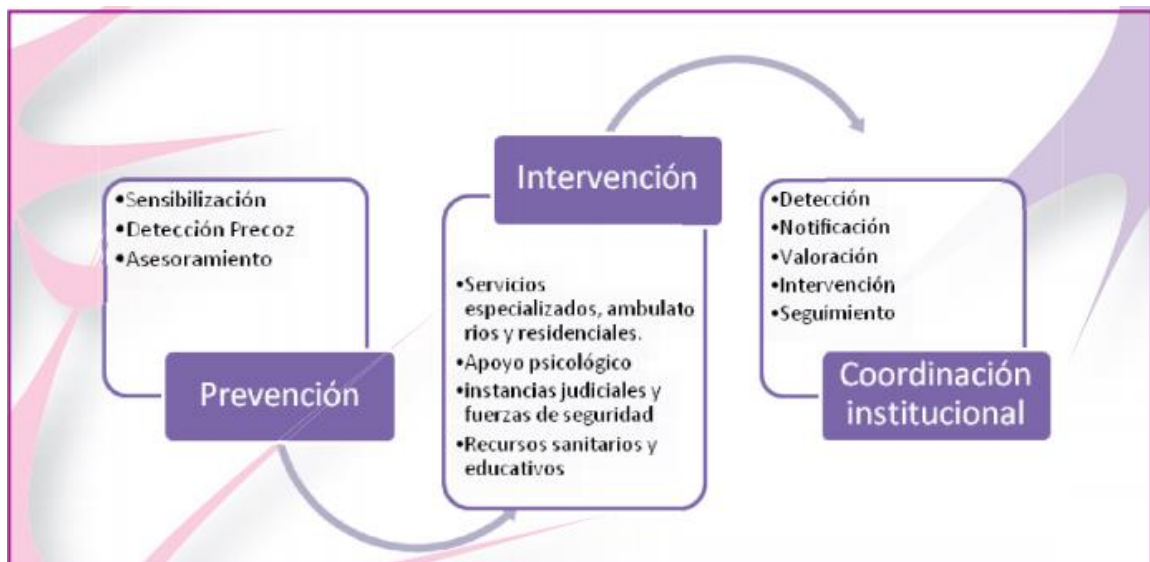 •Sensibilización
•Detección Precoz
•Asesoramiento
Prevención
Intervención
•Servicios
especializados, ambulato
rios y residenciales.
•Apoyo psicológico
•instancias judiciales y
fuerzas de seguridad
•Recursos sanitarios y
educativos
•Detección
•Notificación
•Valoración
•Intervención
•Seguimiento
Coordinación
institucional